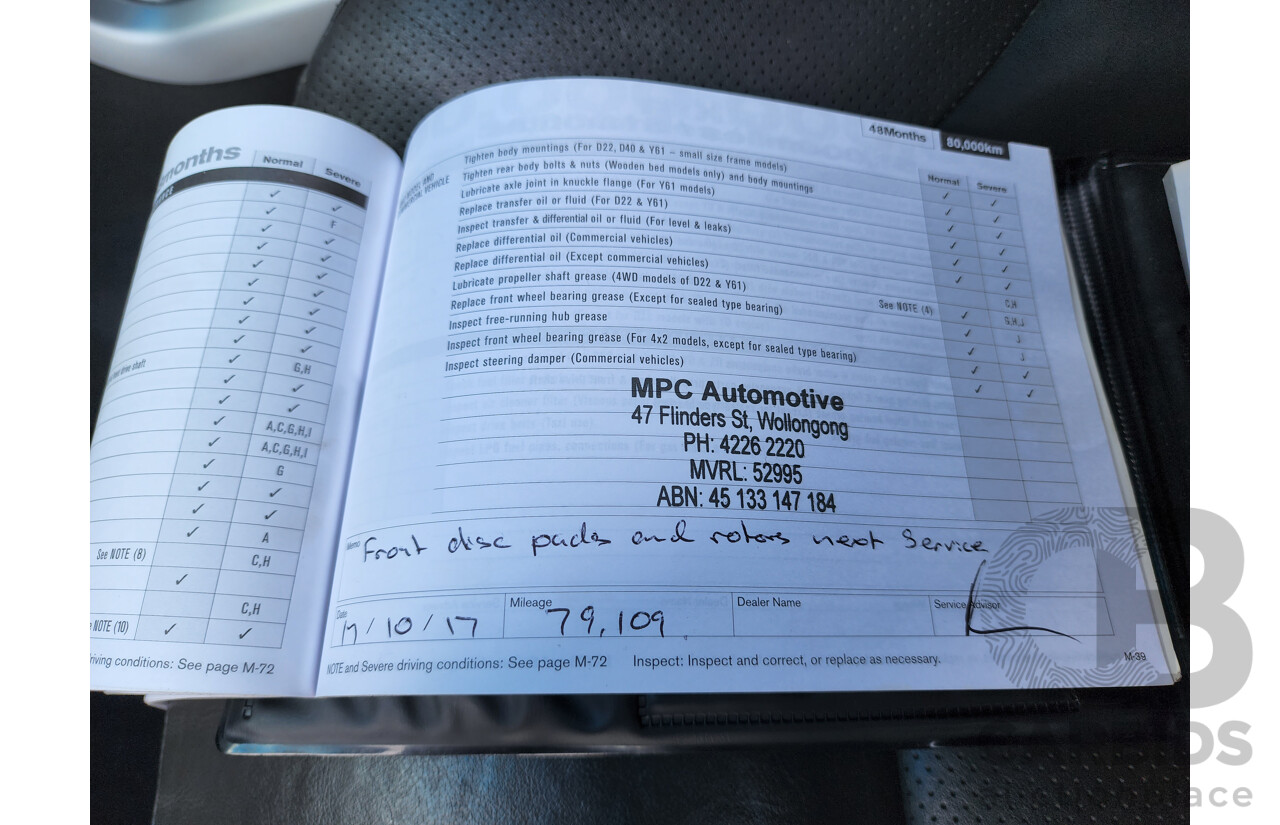 months
Normal
Severe
✓
✓ ✓
✓ F
✓ ✓
✓ ✓
✓ ✓
✓ ✓
✓ ✓
✓ ✓
✓ G,H
✓ ✓
✓ ✓
✓ A,C,G,H,I
✓ A,C,G,H,I
✓ G
✓ ✓
✓ ✓
✓ A
See NOTE (8) C,H
✓
C,H
NOTE (10) ✓ ✓
driving conditions: See page M-72
48Months 80,000km
Normal Severe
Tighten body mountings (For D22, D40 & Y61 – small size frame models)
Tighten rear body bolts & nuts (Wooden bed models only) and body mountings
Lubricate axle joint in knuckle flange (For Y61 models)
Replace transfer oil or fluid (For D22 & Y61)
Inspect transfer & differential oil or fluid (For level & leaks)
Replace differential oil (Commercial vehicles)
Replace differential oil (Except commercial vehicles)
Lubricate propeller shaft grease (4WD models of D22 & Y61)
Replace front wheel bearing grease (Except for sealed type bearing) See NOTE (4)
Inspect free-running hub grease
Inspect front wheel bearing grease (For 4x2 models, except for sealed type bearing)
Inspect steering damper (Commercial vehicles)
C,H
G,H,J
J
J
MPC Automotive
47 Flinders St, Wollongong
PH: 4226 2220
MVRL: 52995
ABN: 45 133 147 184
Memo Front disc pads and rotors next Service
Date Mileage 79,109 Dealer Name Service Advisor
/ 10 / 17
NOTE and Severe driving conditions: See page M-72 Inspect: Inspect and correct, or replace as necessary.
M-39